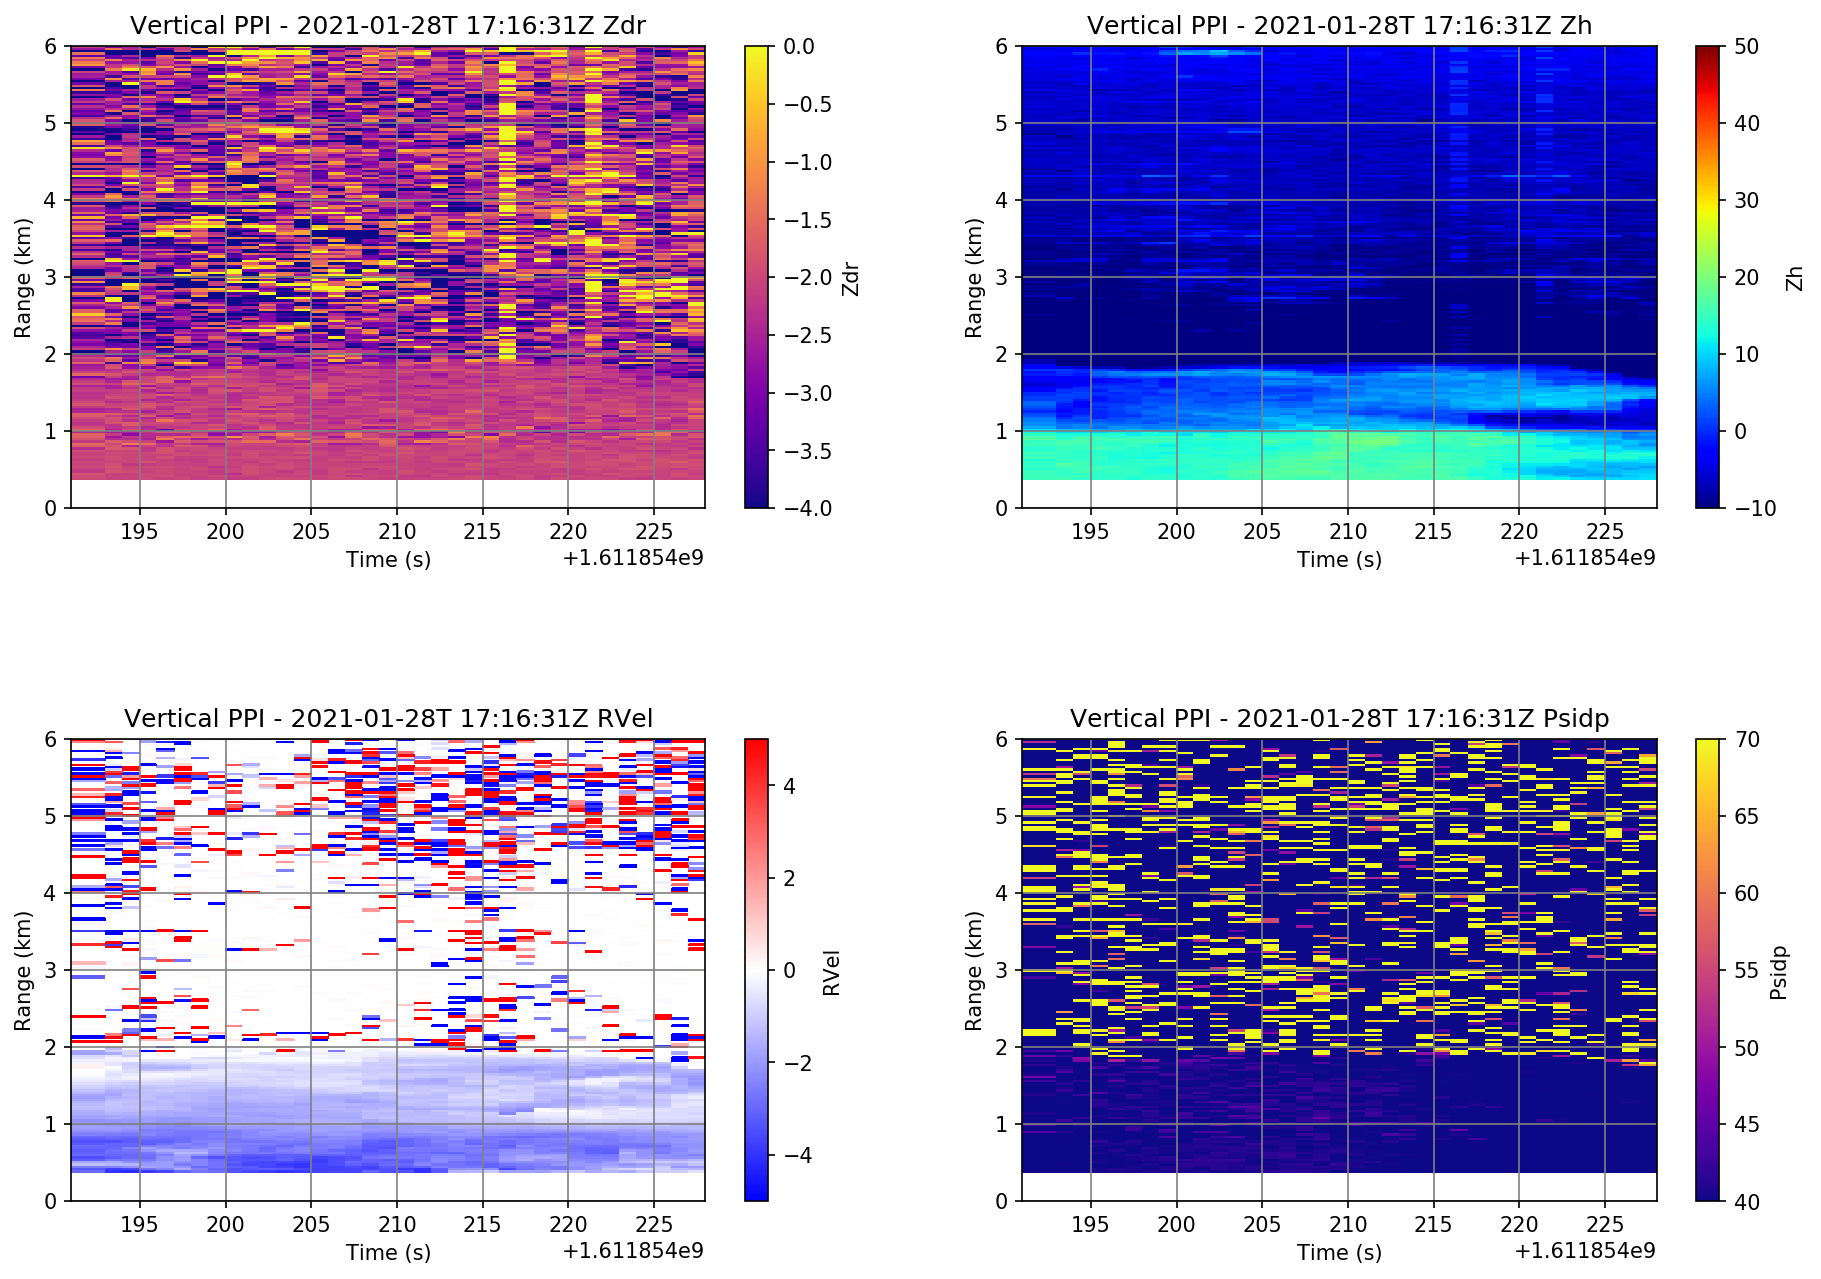 Vertical PPI - 2021-01-28T 17:16:31Z Zdr
6
5
4
3
2
1
0
Range (km)
195 200 205 210 215 220 225
Time (s)
+1.611854e9
0.0
−0.5
−1.0
−1.5
−2.0
−2.5
−3.0
−3.5
−4.0
Zdr
Vertical PPI - 2021-01-28T 17:16:31Z Zh
6
5
4
3
2
1
0
Range (km)
195 200 205 210 215 220 225
Time (s)
+1.611854e9
50
40
30
20
10
0
−10
Zh
Vertical PPI - 2021-01-28T 17:16:31Z RVel
6
5
4
3
2
1
0
Range (km)
195 200 205 210 215 220 225
Time (s)
+1.611854e9
4
2
0
−2
−4
RVel
Vertical PPI - 2021-01-28T 17:16:31Z Psidp
6
5
4
3
2
1
0
Range (km)
195 200 205 210 215 220 225
Time (s)
+1.611854e9
70
65
60
55
50
45
40
Psidp